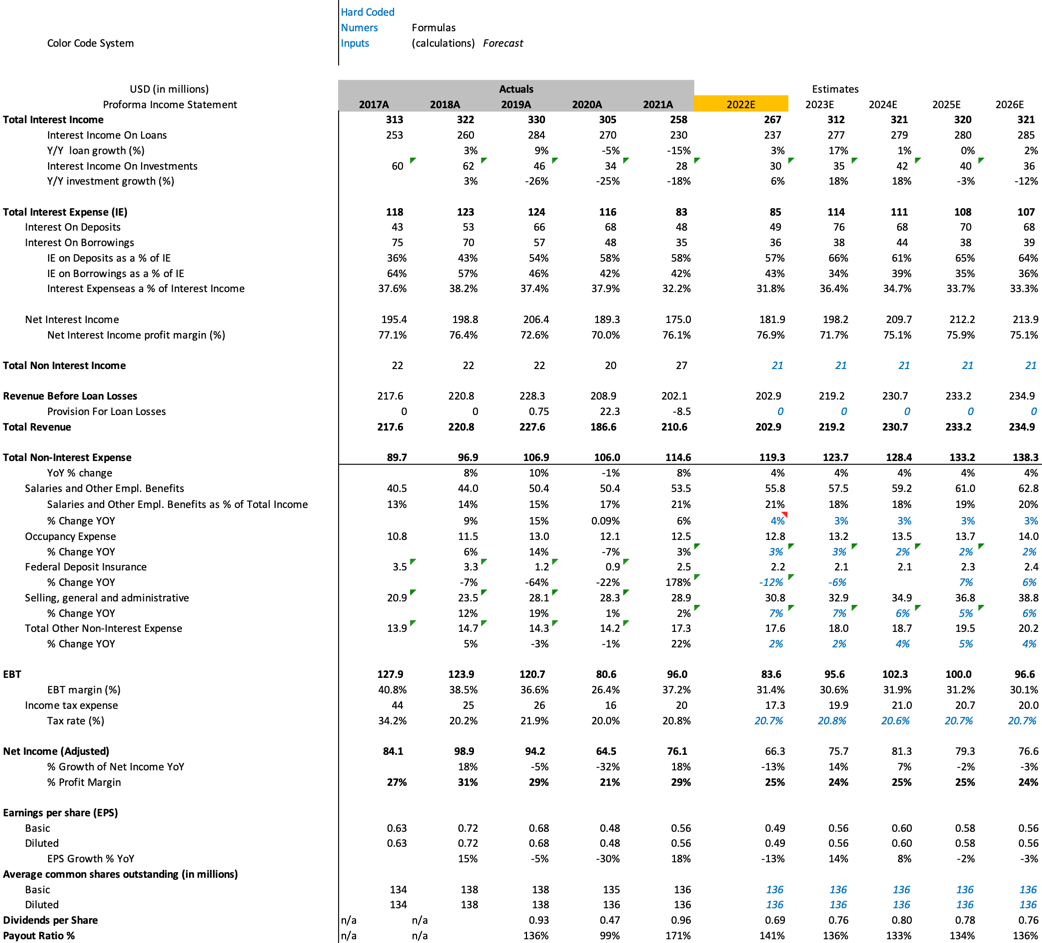 Hard Coded
Numers Formulas
Color Code System Inputs (calculations) Forecast
USD (in millions) Actuals Estimates
Proforma Income Statement 2017A 2018A 2019A 2020A 2021A 2022E 2023E 2024E 2025E 2026E
Total Interest Income 313 322 330 305 258 267 312 321 320 321
Interest Income On Loans 253 260 284 270 230 237 277 279 280 285
Y/Y loan growth (%) 3% 9% -5% -15% 3% 17% 1% 0% 2%
Interest Income On Investments 60 62 46 34 28 30 35 42 40 36
Y/Y investment growth (%) 3% -26% -25% -18% 6% 18% 18% -3% -12%
Total Interest Expense (IE) 118 123 124 116 83 85 114 111 108 107
Interest On Deposits 43 53 66 68 48 49 76 68 70 68
Interest On Borrowings 75 70 57 48 35 36 38 44 38 39
IE on Deposits as a % of IE 36% 43% 54% 58% 58% 57% 66% 61% 65% 64%
IE on Borrowings as a % of IE 64% 57% 46% 42% 42% 43% 34% 39% 35% 36%
Interest Expenseas a % of Interest Income 37.6% 38.2% 37.4% 37.9% 32.2% 31.8% 36.4% 34.7% 33.7% 33.3%
Net Interest Income 195.4 198.8 206.4 189.3 175.0 181.9 198.2 209.7 212.2 213.9
Net Interest Income profit margin (%) 77.1% 76.4% 72.6% 70.0% 76.1% 76.9% 71.7% 75.1% 75.9% 75.1%
Total Non Interest Income 22 22 22 20 27 21 21 21 21 21
Revenue Before Loan Losses 217.6 220.8 228.3 208.9 202.1 202.9 219.2 230.7 233.2 234.9
Provision For Loan Losses 0 0 0.75 22.3 -8.5 0 0 0 0 0
Total Revenue 217.6 220.8 227.6 186.6 210.6 202.9 219.2 230.7 233.2 234.9
Total Non-Interest Expense 89.7 96.9 106.9 106.0 114.6 119.3 123.7 128.4 133.2 138.3
YoY % change 8% 10% -1% 8% 4% 4% 4% 4% 4%
Salaries and Other Empl. Benefits 40.5 44.0 50.4 50.4 53.5 55.8 57.5 59.2 61.0 62.8
Salaries and Other Empl. Benefits as % of Total Income 13% 14% 15% 17% 21% 21% 18% 18% 19% 20%
% Change YOY 9% 15% 0.09% 6% 4% 3% 3% 3% 3%
Occupancy Expense 10.8 11.5 13.0 12.1 12.5 12.8 13.2 13.5 13.7 14.0
% Change YOY 6% 14% -7% 3% 3% 3% 2% 2% 2%
Federal Deposit Insurance 3.5 3.3 1.2 0.9 2.5 2.2 2.1 2.1 2.3 2.4
% Change YOY -7% -64% -22% 178% -12% -6% 7% 6%
Selling, general and administrative 20.9 23.5 28.1 28.3 28.9 30.8 32.9 34.9 36.8 38.8
% Change YOY 12% 19% 1% 2% 7% 7% 6% 5% 6%
Total Other Non-Interest Expense 13.9 14.7 14.3 14.2 17.3 17.6 18.0 18.7 19.5 20.2
% Change YOY 5% -3% -1% 22% 2% 2% 4% 5% 4%
EBT 127.9 123.9 120.7 80.6 96.0 83.6 95.6 102.3 100.0 96.6
EBT margin (%) 40.8% 38.5% 36.6% 26.4% 37.2% 31.4% 30.6% 31.9% 31.2% 30.1%
Income tax expense 44 25 26 16 20 17.3 19.9 21.0 20.7 20.0
Tax rate (%) 34.2% 20.2% 21.9% 20.0% 20.8% 20.7% 20.8% 20.6% 20.7% 20.7%
Net Income (Adjusted) 84.1 98.9 94.2 64.5 76.1 66.3 75.7 81.3 79.3 76.6
% Growth of Net Income YoY 18% -5% -32% 18% -13% 14% 7% -2% -3%
% Profit Margin 27% 31% 29% 21% 29% 25% 24% 25% 25% 24%
Earnings per share (EPS)
Basic 0.63 0.72 0.68 0.48 0.56 0.49 0.56 0.60 0.58 0.56
Diluted 0.63 0.72 0.68 0.48 0.56 0.49 0.56 0.60 0.58 0.56
EPS Growth % YoY 15% -5% -30% 18% -13% 14% 8% -2% -3%
Average common shares outstanding (in millions)
Basic 134 138 138 135 136 136 136 136 136 136
Diluted 134 138 138 136 136 136 136 136 136 136
Dividends per Share n/a n/a 0.93 0.47 0.96 0.69 0.76 0.80 0.78 0.76
Payout Ratio % n/a n/a 136% 99% 171% 141% 136% 133% 134% 136%